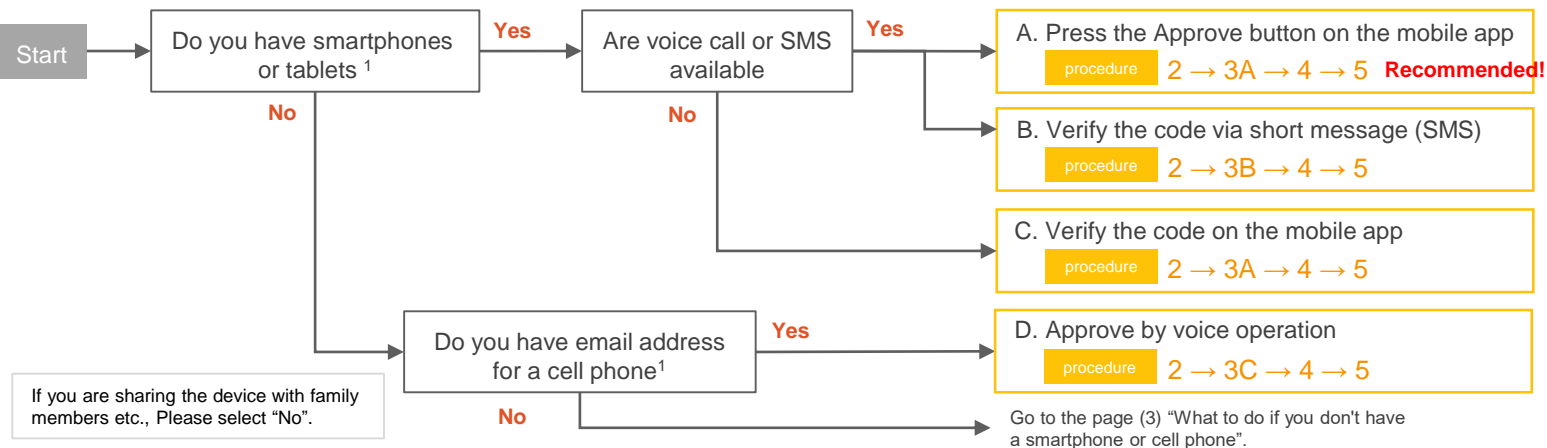 Start
Do you have smartphones
or tablets 1
Yes
Are voice call or SMS
available
Yes
A. Press the Approve button on the mobile app
procedure 2 → 3A → 4 → 5 Recommended!
No
No
B. Verify the code via short message (SMS)
procedure 2 → 3B → 4 → 5
C. Verify the code on the mobile app
procedure 2 → 3A → 4 → 5
Do you have email address
for a cell phone1
Yes
D. Approve by voice operation
procedure 2 → 3C → 4 → 5
If you are sharing the device with family
members etc., Please select “No”.
No
Go to the page (3) “What to do if you don't have
a smartphone or cell phone”.